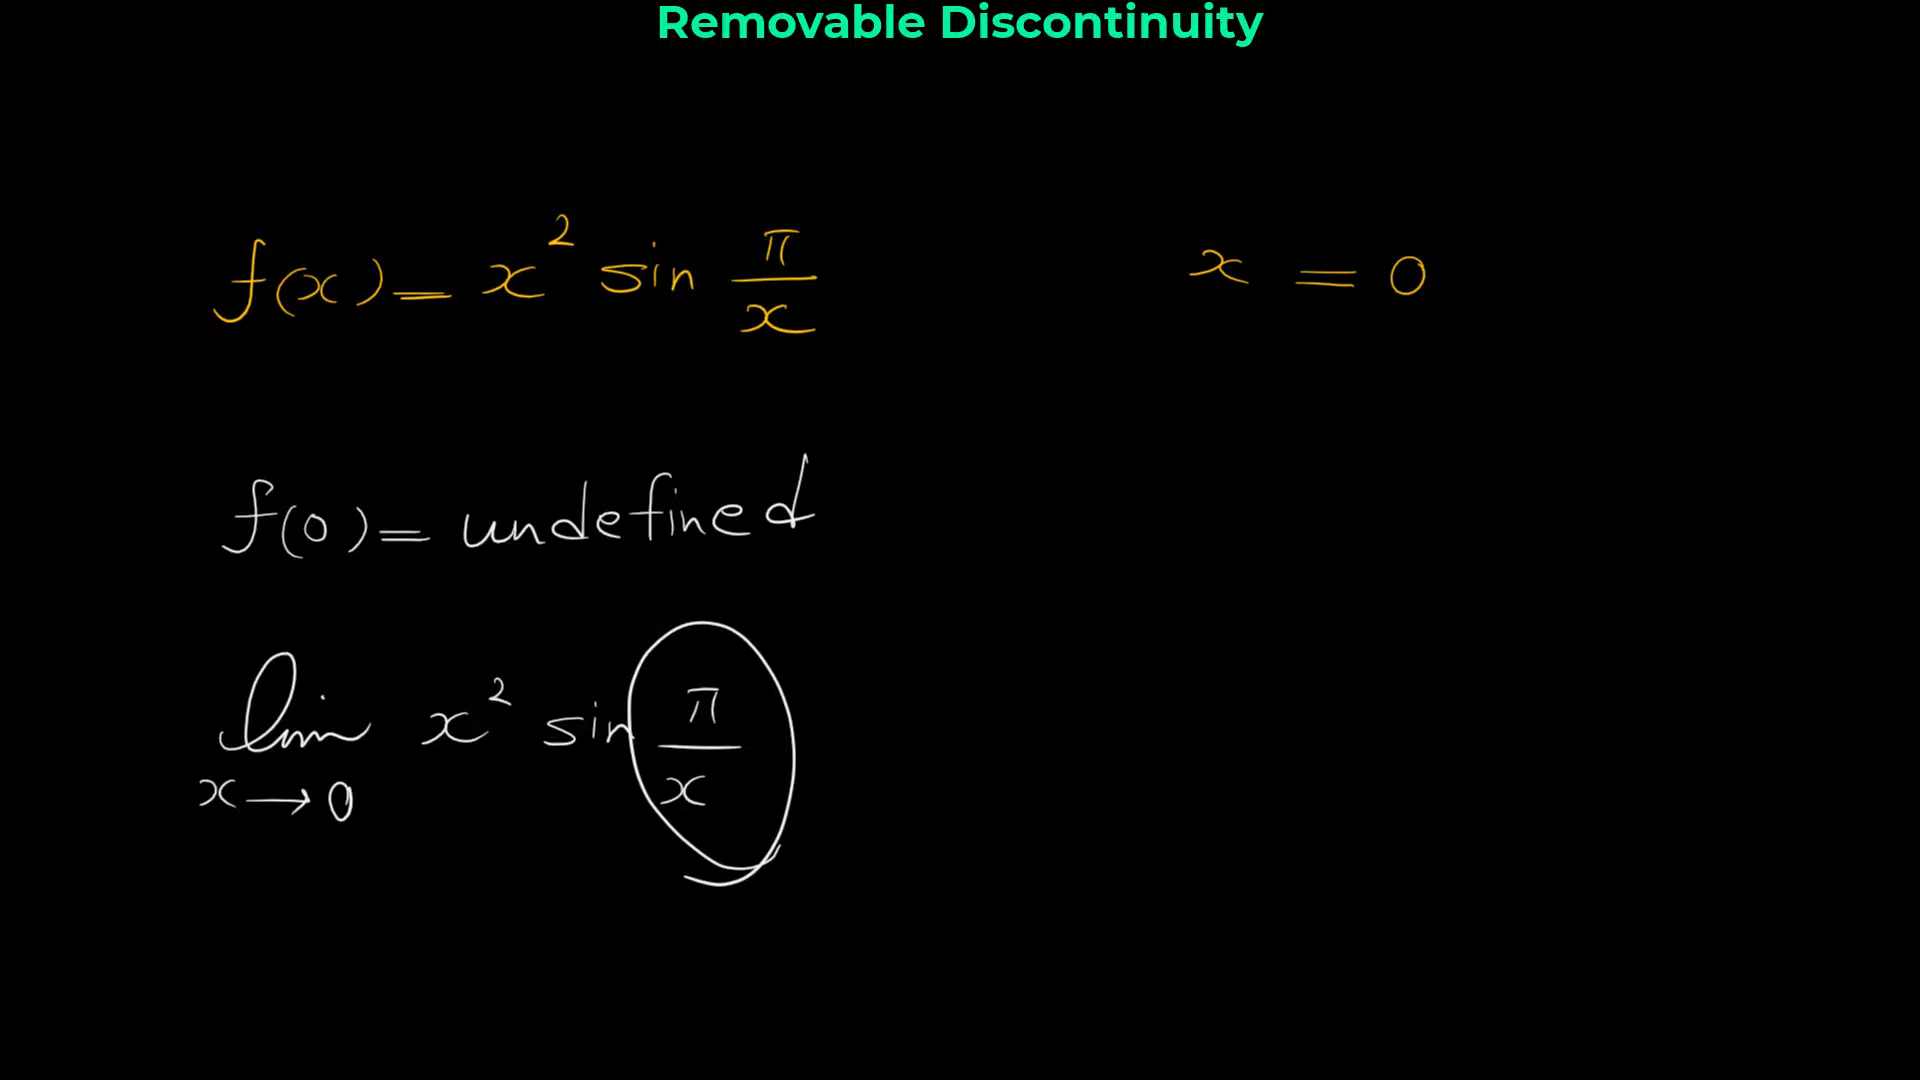 Removable Discontinuity
f(x) = x² sin π/x    x = 0
f(0) = undefined
lim x→0 x² sin π/x